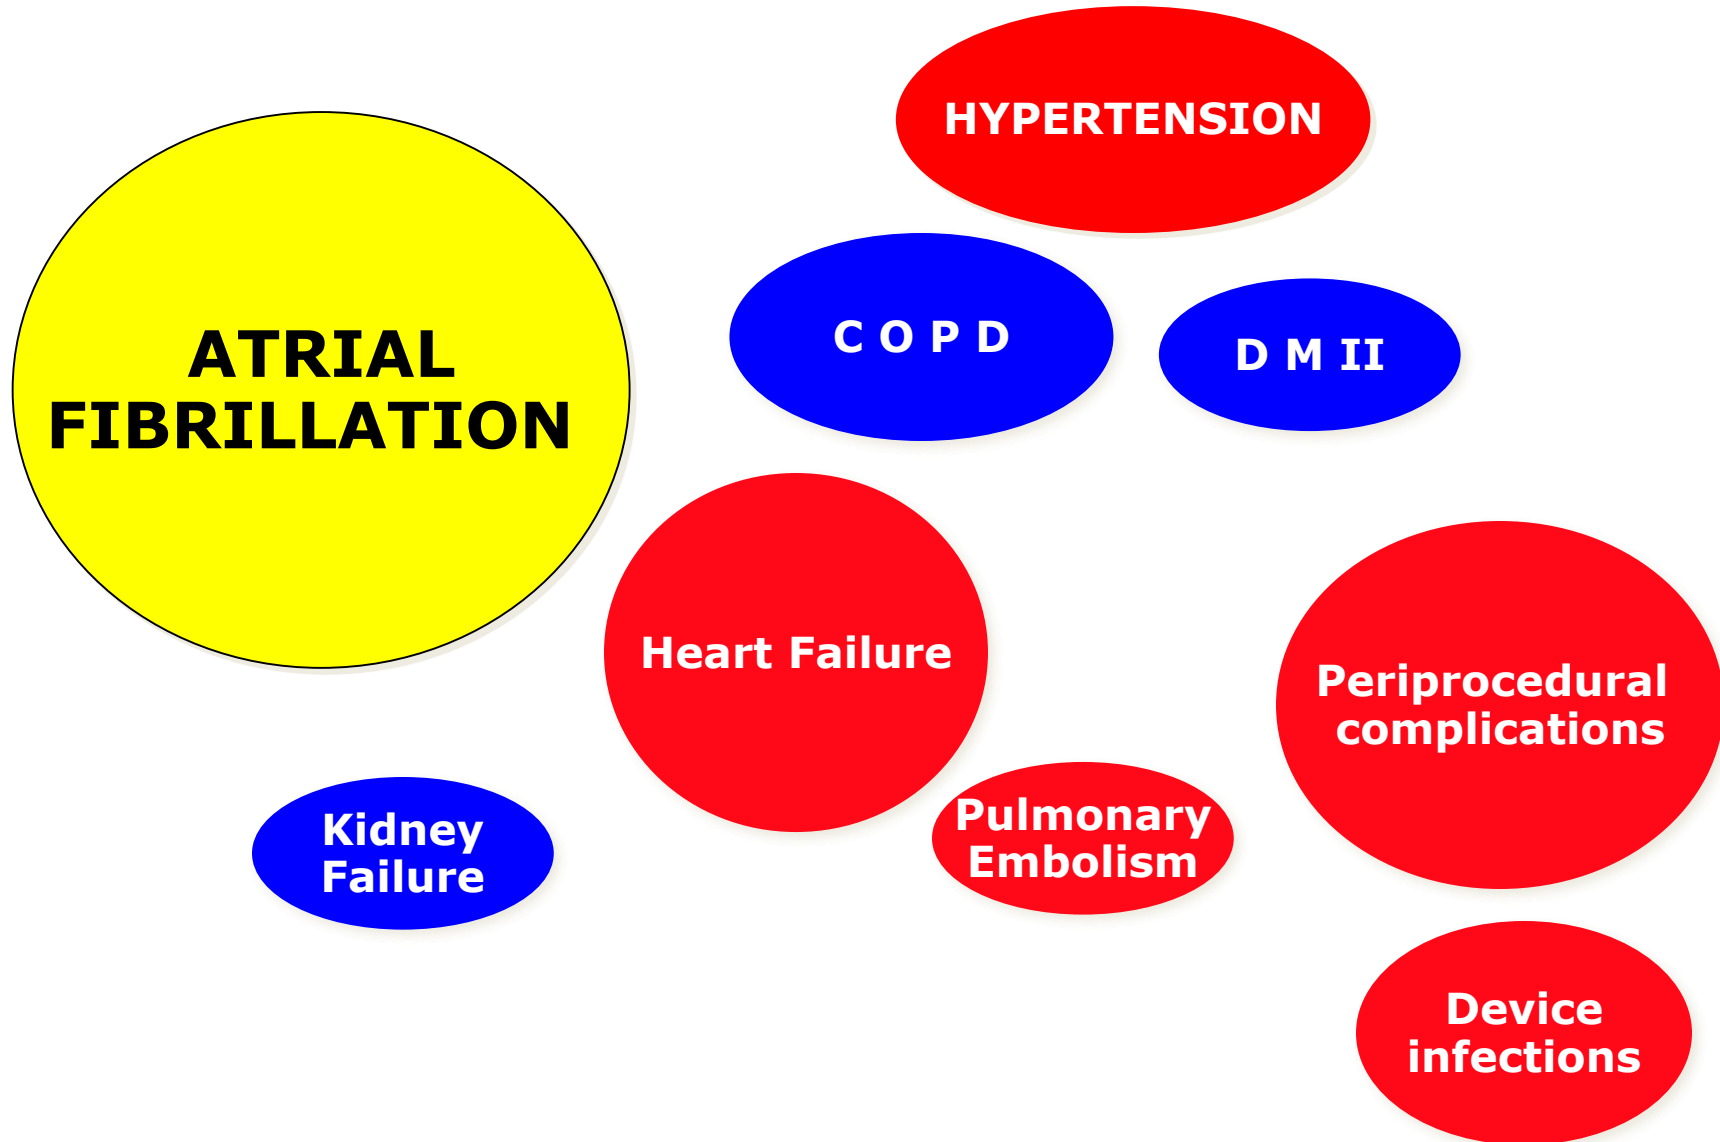 HYPERTENSION
C O P D
D M II
ATRIAL
FIBRILLATION
Heart Failure
Periprocedural
complications
Kidney
Failure
Pulmonary
Embolism
Device
infections